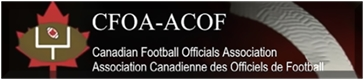 CFOA-ACOF
Canadian Football Officials Association
Association Canadienne des Officiels de Football